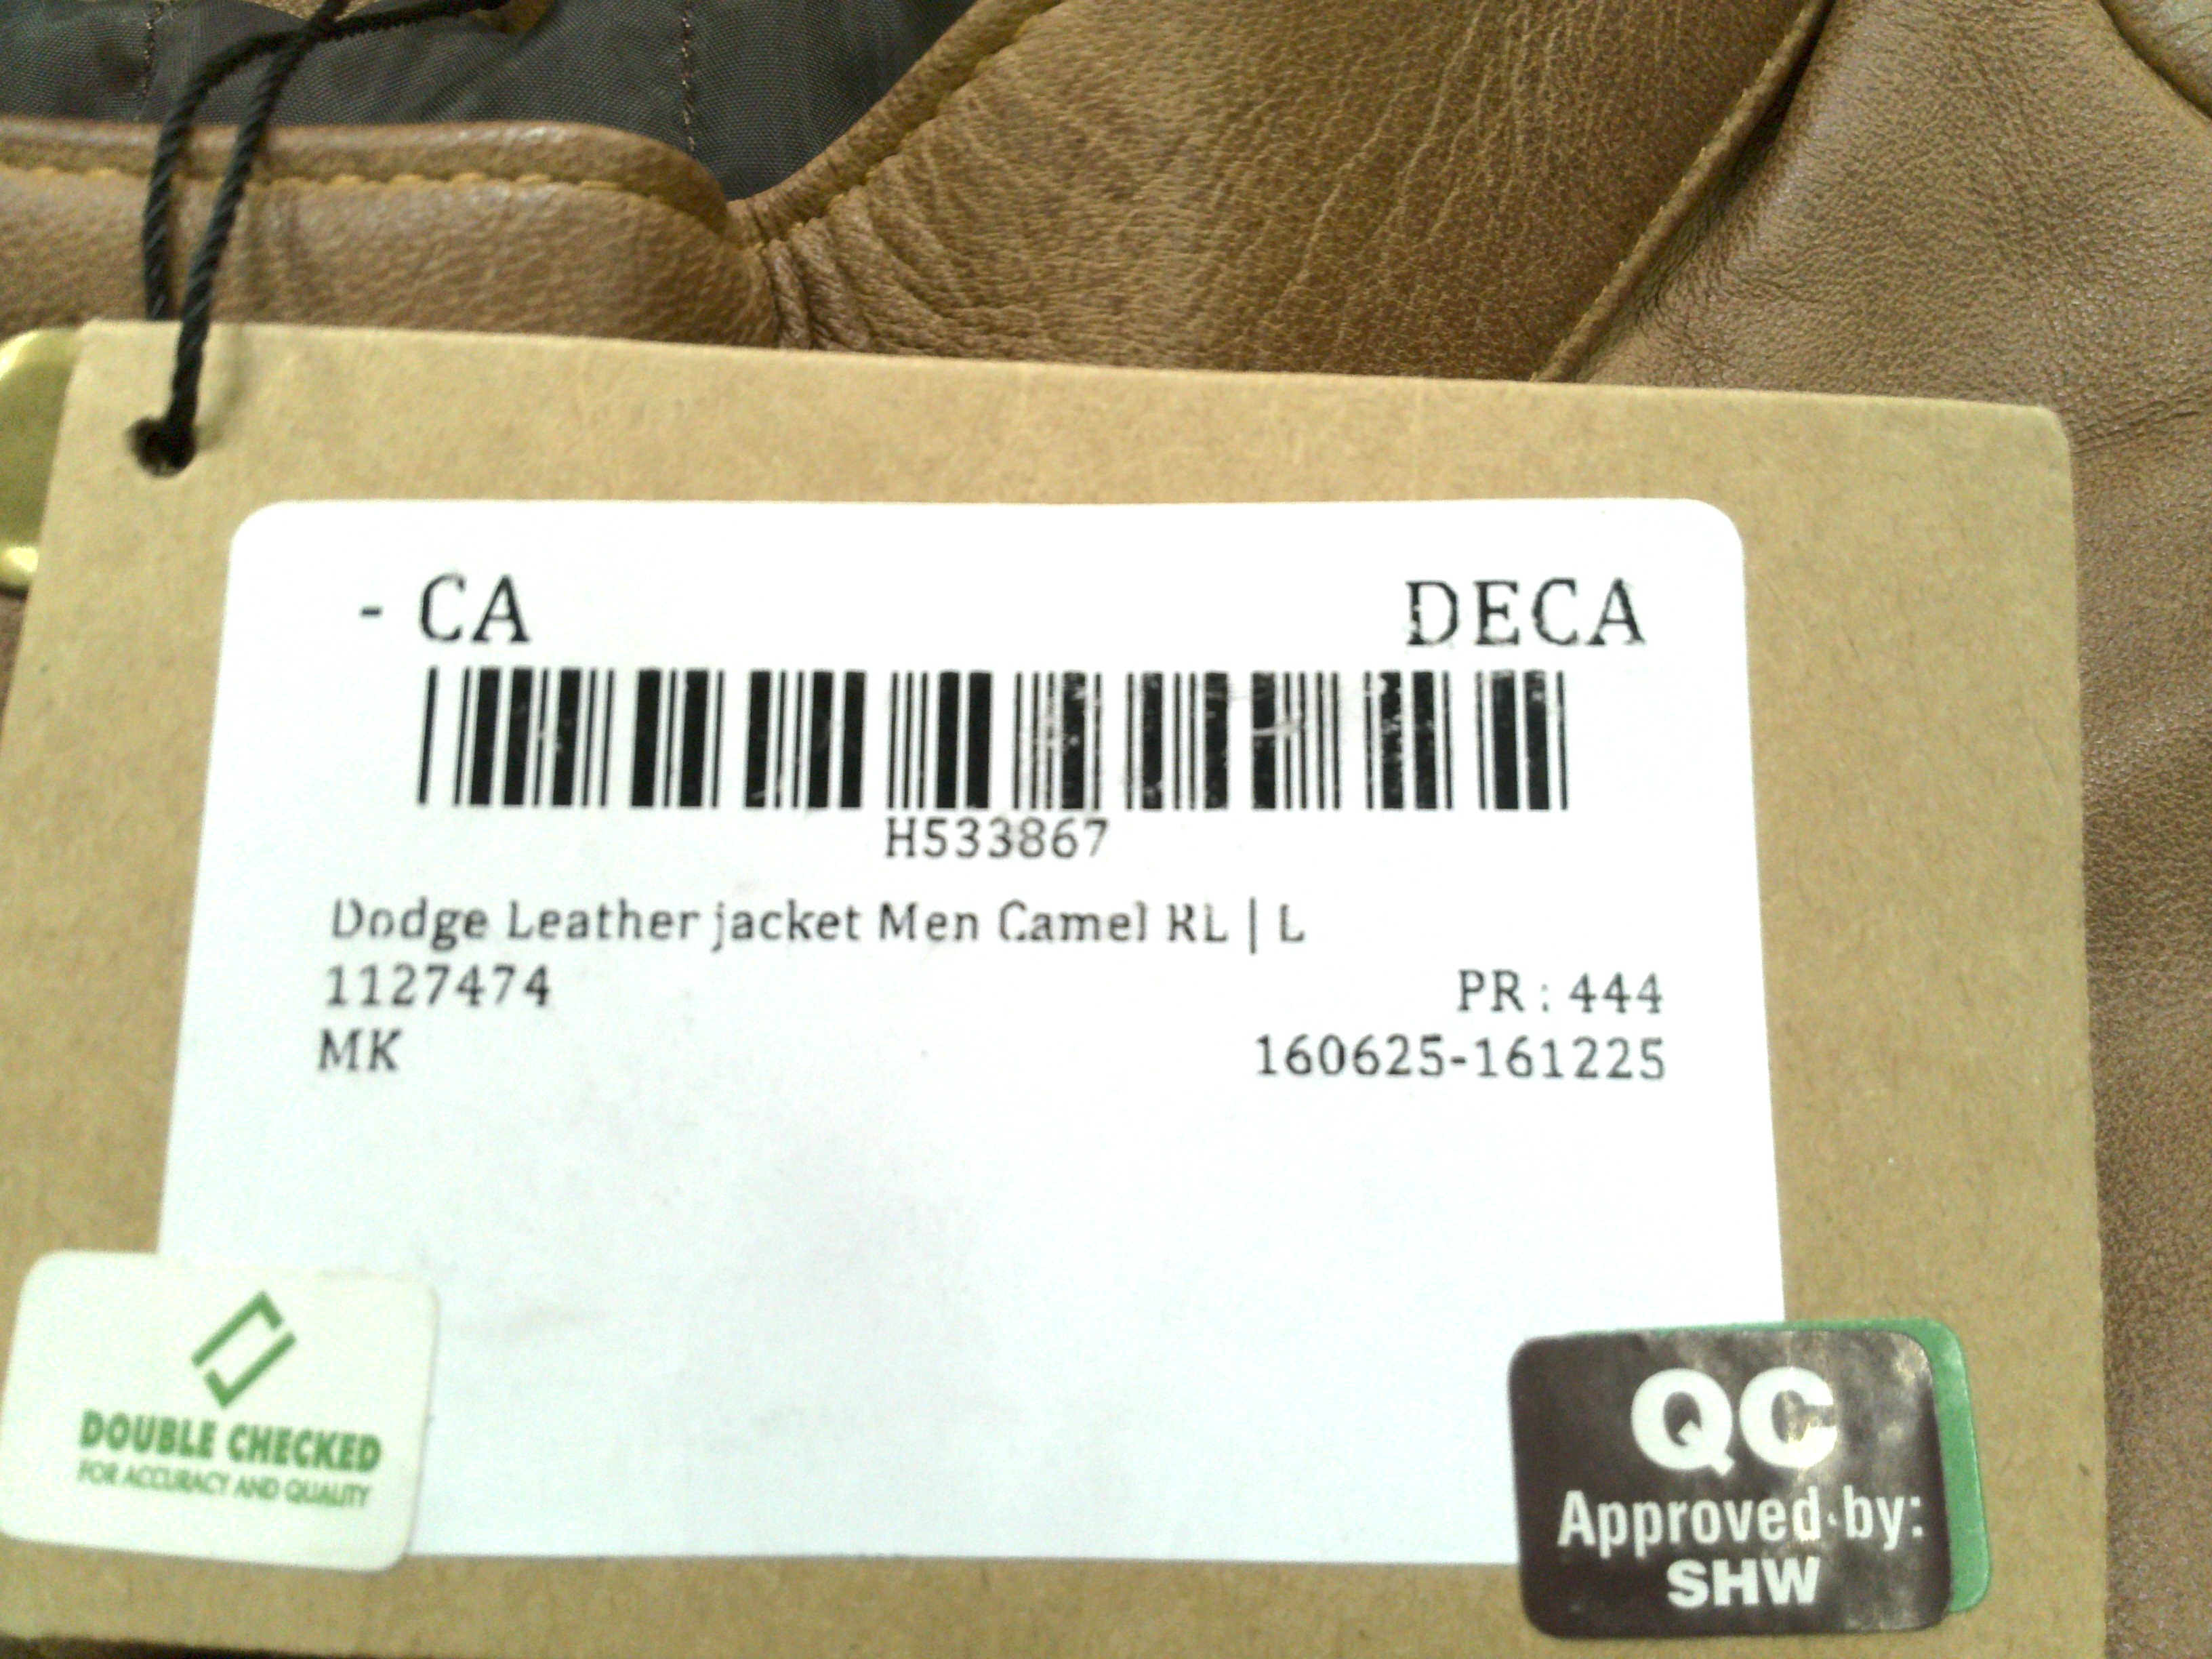 - CA DECA
H533867
Dodge Leather jacket Men Camel RL | L
1127474 PR : 444
MK 160625-161225
DOUBLE CHECKED
FOR ACCURACY AND QUALITY
QC
Approved by:
SHW